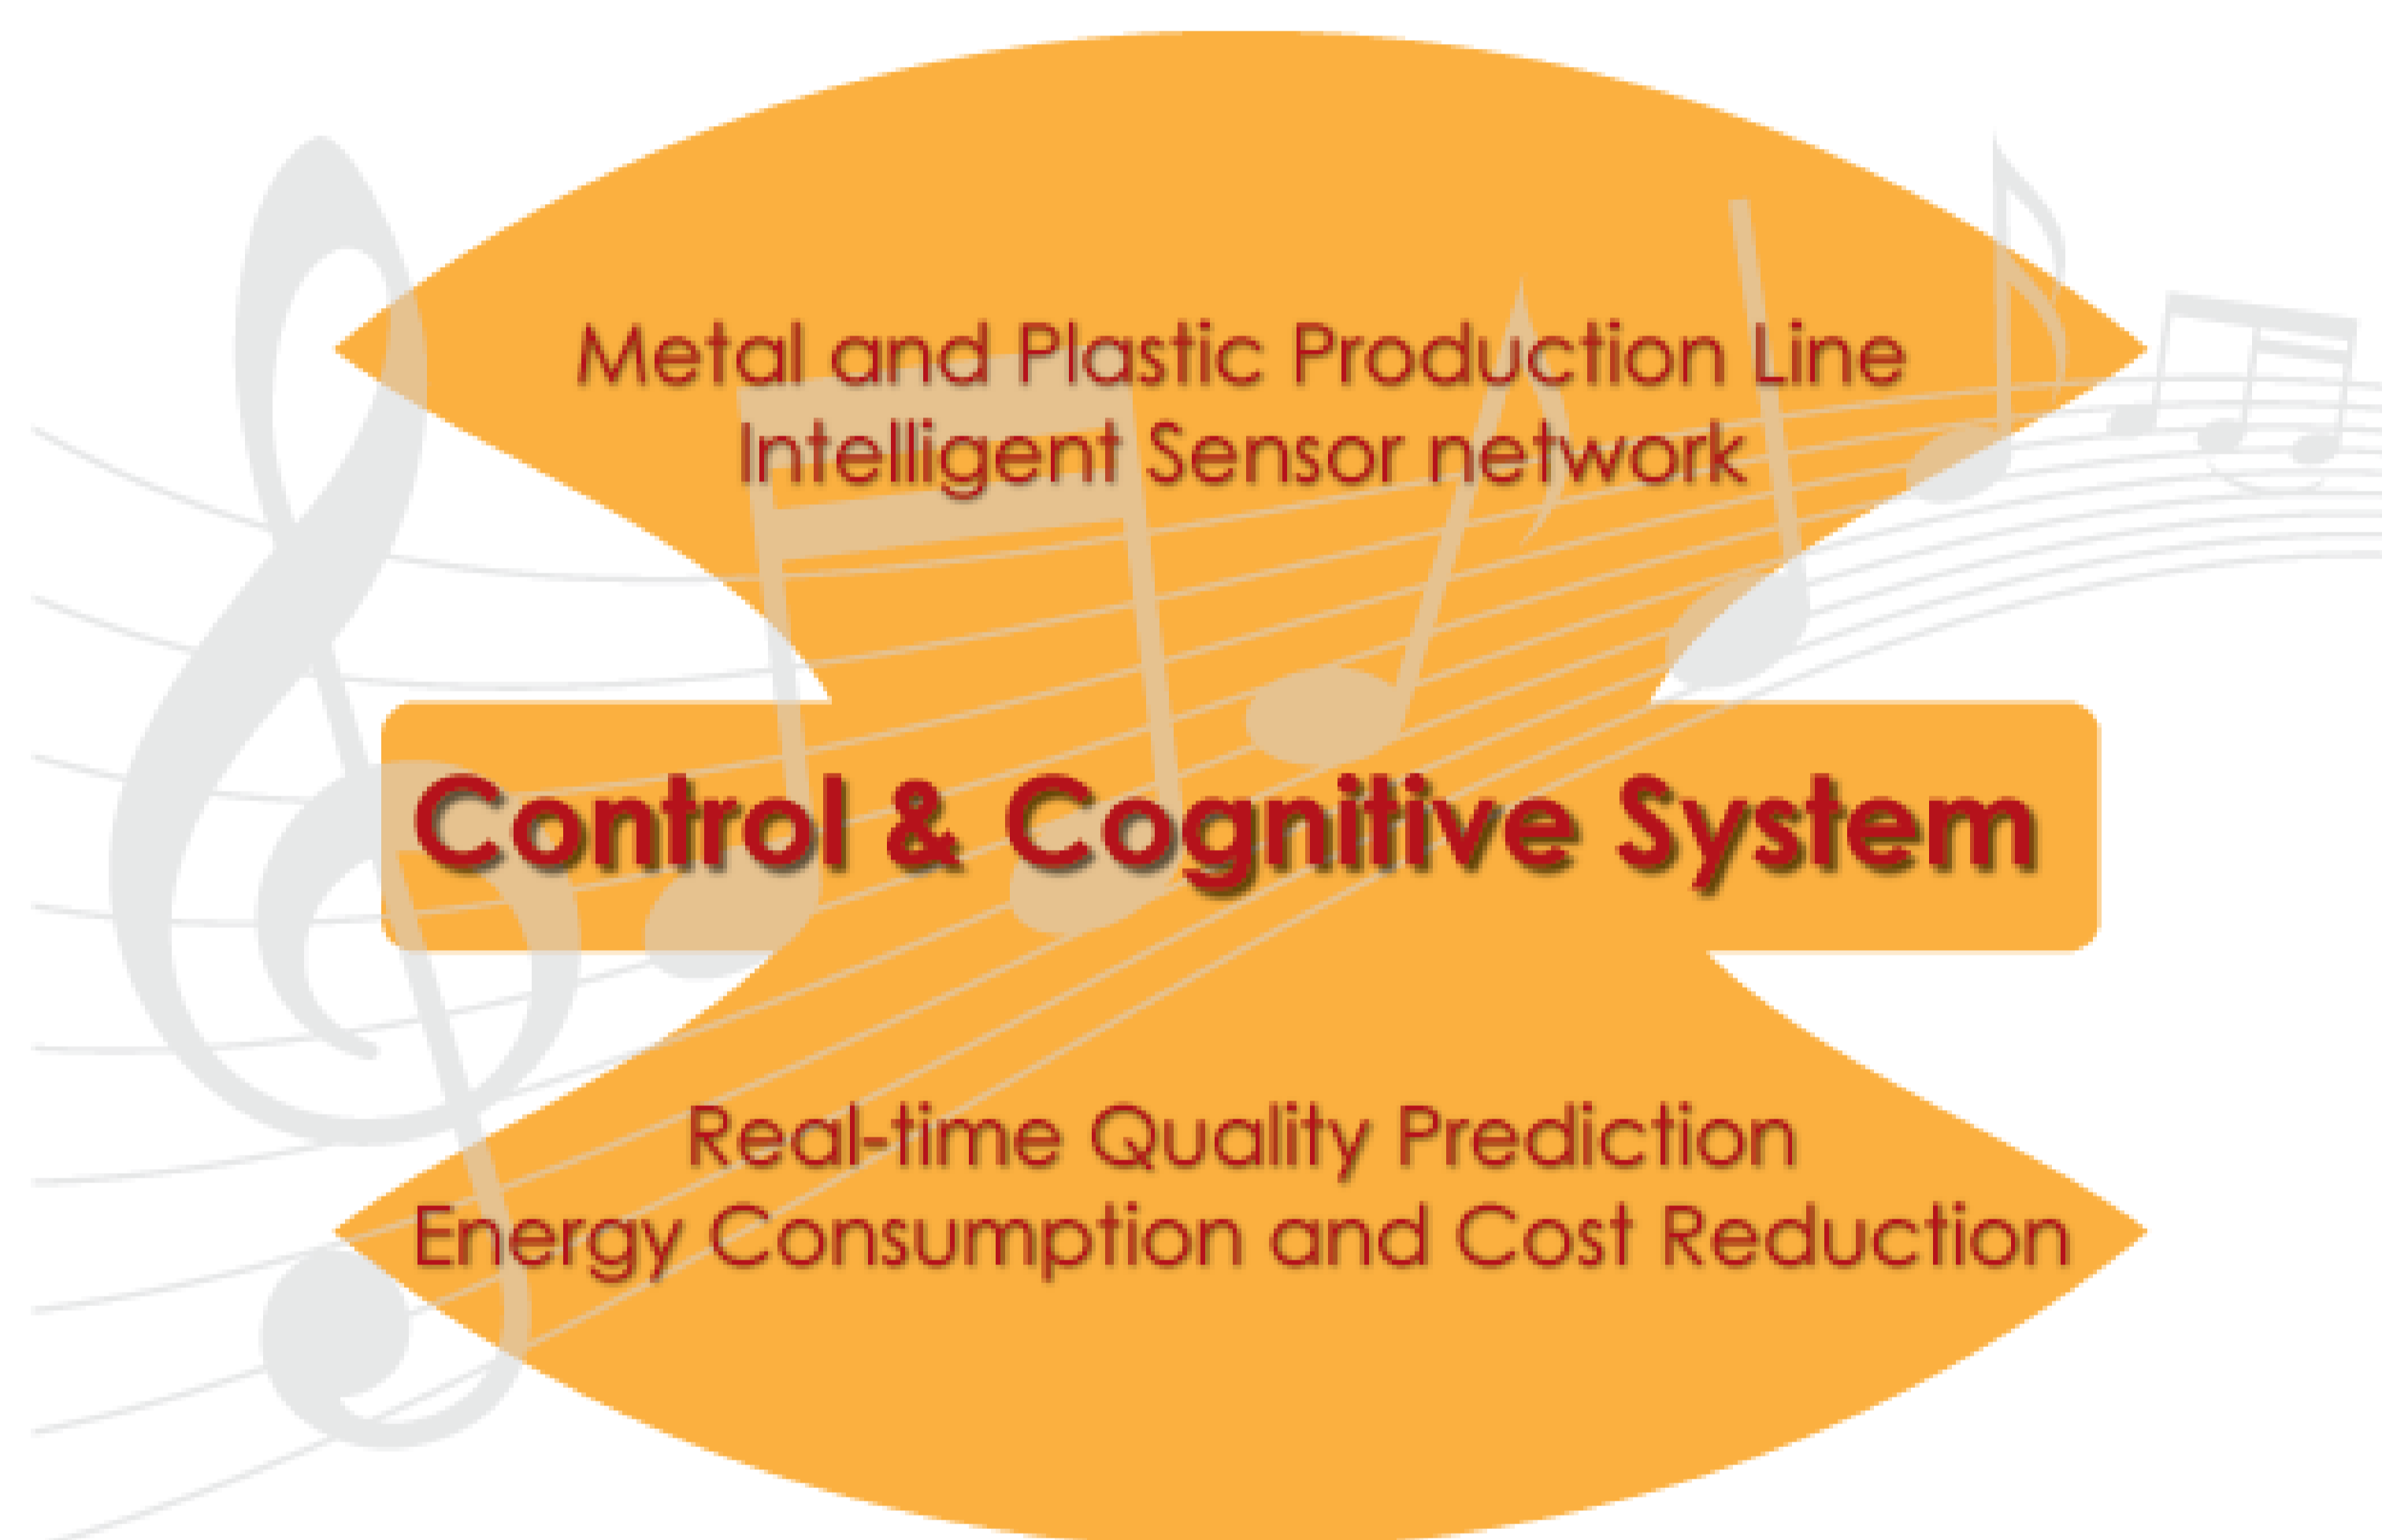 Metal and Plastic Production Line
Intelligent Sensor network
Control & Cognitive System
Real-time Quality Prediction
Energy Consumption and Cost Reduction